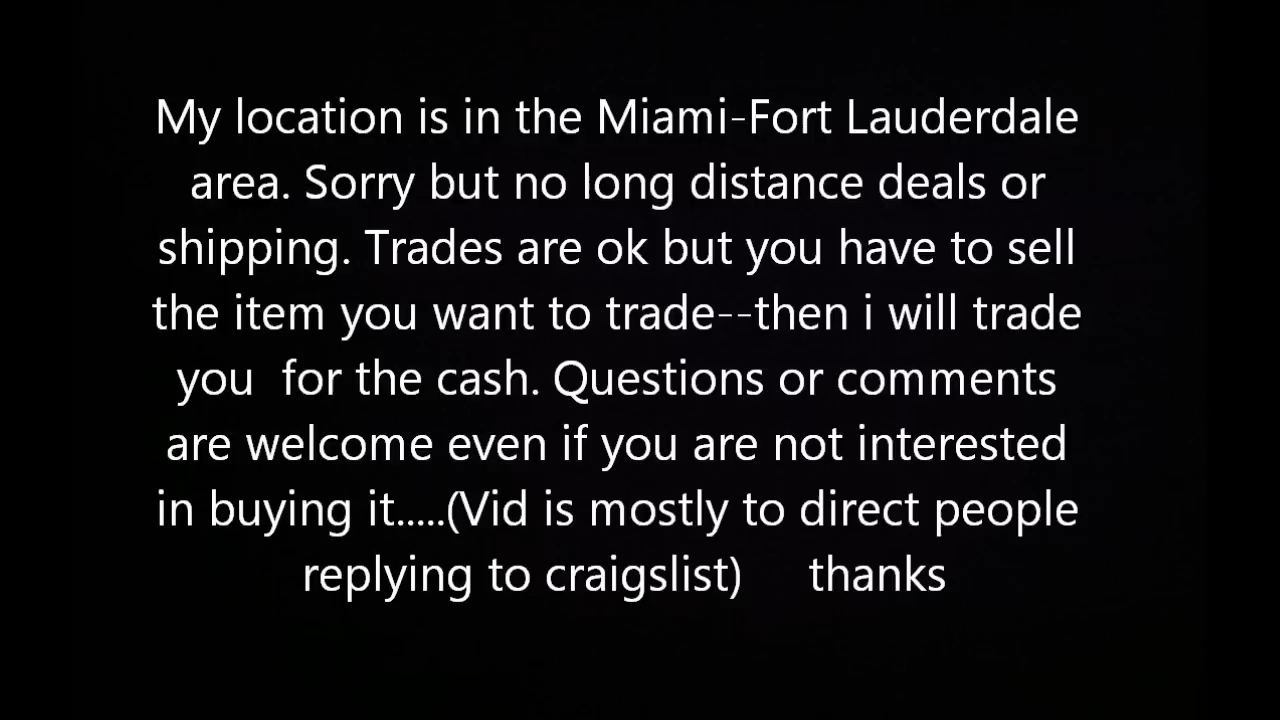 My location is in the Miami-Fort Lauderdale
area. Sorry but no long distance deals or
shipping. Trades are ok but you have to sell
the item you want to trade--then i will trade
you  for the cash. Questions or comments
are welcome even if you are not interested
in buying it.....(Vid is mostly to direct people
replying to craigslist)     thanks